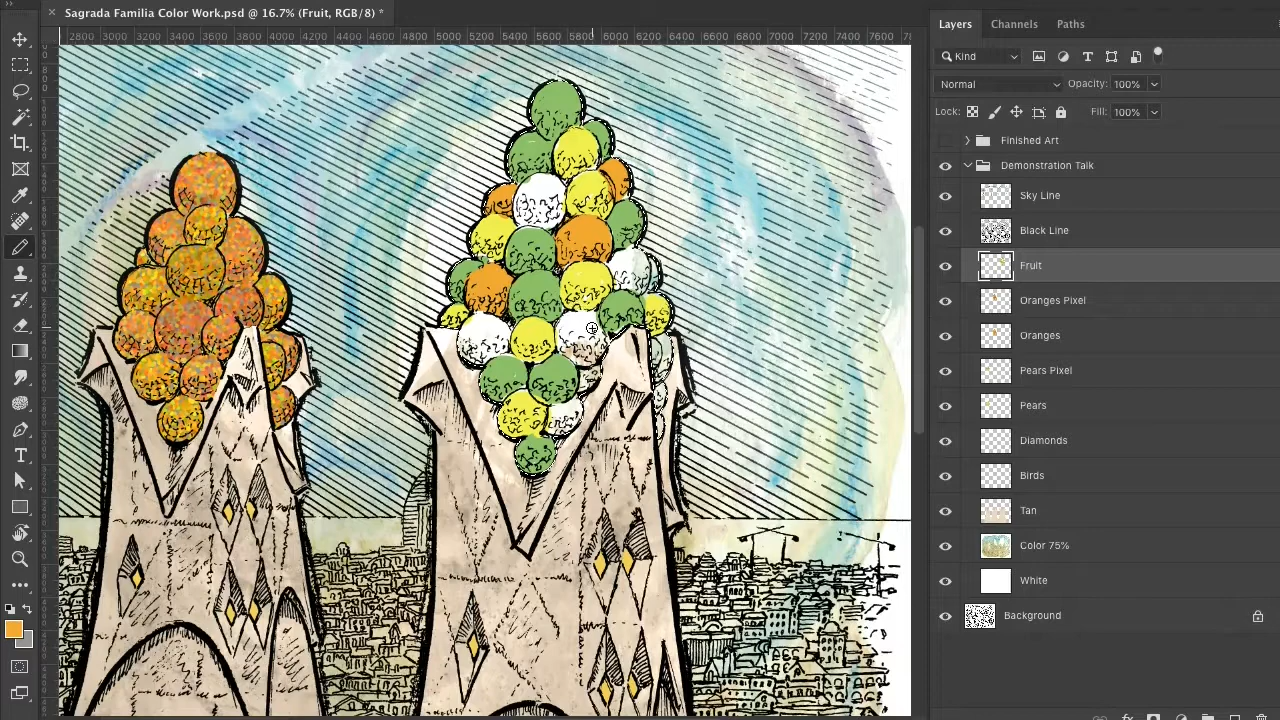 Sagrada Familia Color Work.psd @ 16.7% (Fruit, RGB/8) *
2800 3000 3200 3400 3600 3800 4000 4200 4400 4600 4800 5000 5200 5400 5600 5800 6000 6200 6400 6600 6800 7000 7200 7400 7600 7800
Layers Channels Paths
Kind
Normal Opacity: 100%
Lock: Fill: 100%
Finished Art
Demonstration Talk
Sky Line
Black Line
Fruit
Oranges Pixel
Oranges
Pears Pixel
Pears
Diamonds
Birds
Tan
Color 75%
White
Background